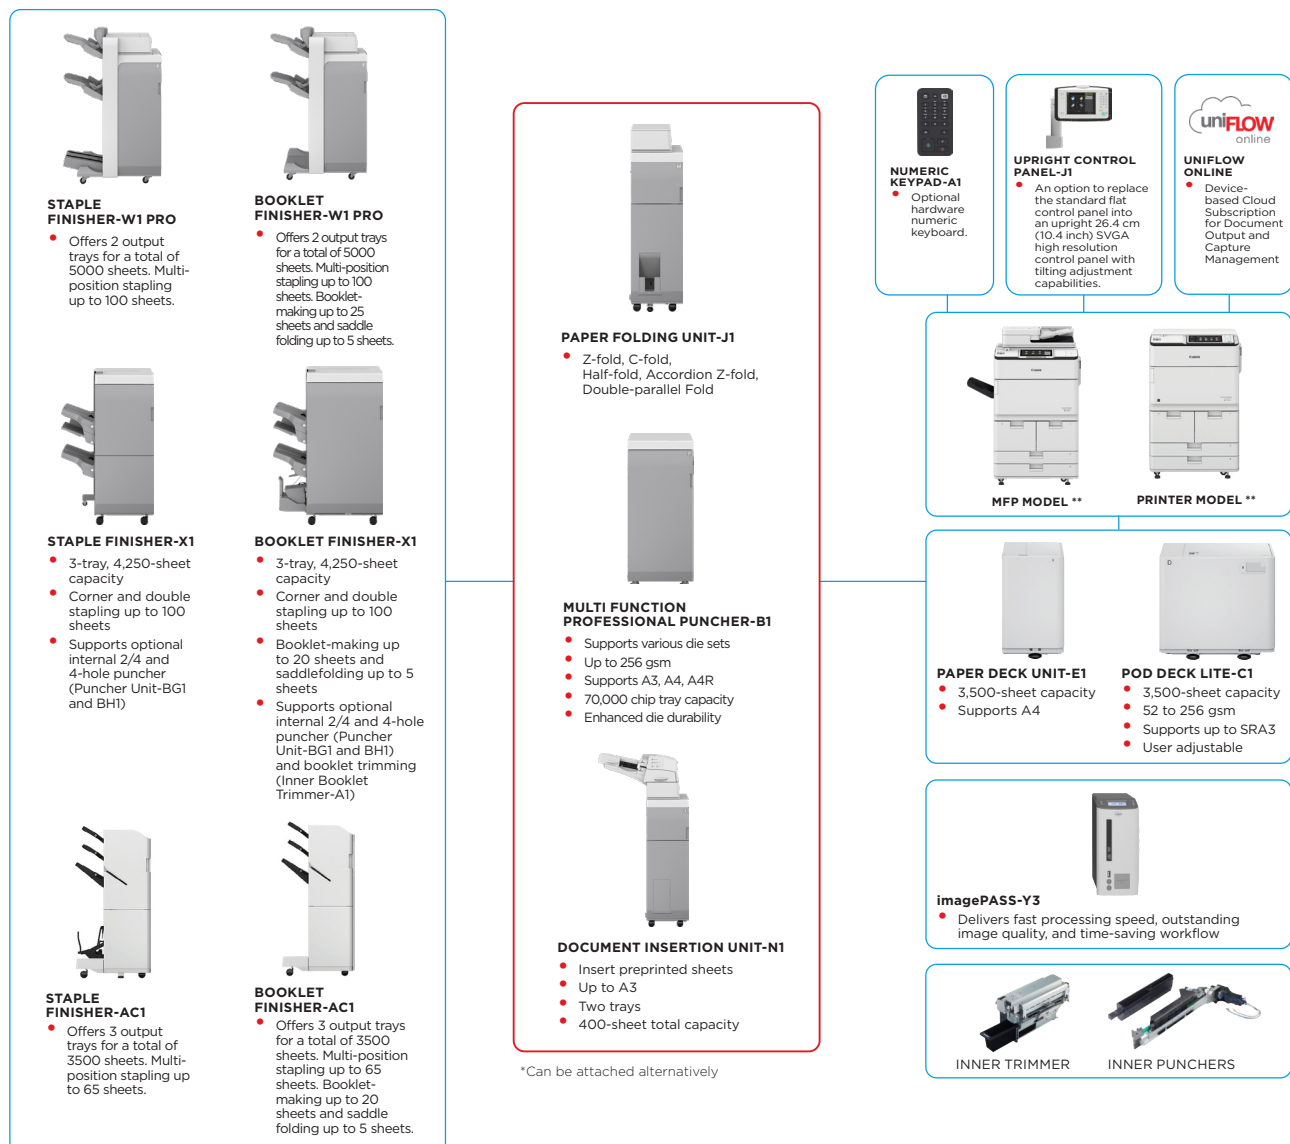 STAPLE
FINISHER-W1 PRO
• Offers 2 output
trays for a total of
5000 sheets. Multi-
position stapling
up to 100 sheets.
BOOKLET
FINISHER-W1 PRO
• Offers 2 output trays
for a total of 5000
sheets. Multi-position
stapling up to 100
sheets. Booklet-
making up to 25
sheets and saddle
folding up to 5 sheets.
STAPLE FINISHER-X1
• 3-tray, 4,250-sheet
capacity
• Corner and double
stapling up to 100
sheets
• Supports optional
internal 2/4 and
4-hole puncher
(Puncher Unit-BG1
and BH1)
BOOKLET FINISHER-X1
• 3-tray, 4,250-sheet
capacity
• Corner and double
stapling up to 100
sheets
• Booklet-making up
to 20 sheets and
saddlefolding up to 5
sheets
• Supports optional
internal 2/4 and 4-hole
puncher (Puncher
Unit-BG1 and BH1)
and booklet trimming
(Inner Booklet
Trimmer-A1)
STAPLE
FINISHER-AC1
• Offers 3 output
trays for a total of
3500 sheets. Multi-
position stapling up
to 65 sheets.
BOOKLET
FINISHER-AC1
• Offers 3 output trays
for a total of 3500
sheets. Multi-position
stapling up to 65
sheets. Booklet-
making up to 20
sheets and saddle
folding up to 5 sheets.
PAPER FOLDING UNIT-J1
• Z-fold, C-fold,
Half-fold, Accordion Z-fold,
Double-parallel Fold
MULTI FUNCTION
PROFESSIONAL PUNCHER-B1
• Supports various die sets
• Up to 256 gsm
• Supports A3, A4, A4R
• 70,000 chip tray capacity
• Enhanced die durability
DOCUMENT INSERTION UNIT-N1
• Insert preprinted sheets
• Up to A3
• Two trays
• 400-sheet total capacity
*Can be attached alternatively
NUMERIC
KEYPAD-A1
• Optional
hardware
numeric
keyboard.
UPRIGHT CONTROL
PANEL-J1
• An option to replace
the standard flat
control panel into
an upright 26.4 cm
(10.4 inch) SVGA
high resolution
control panel with
tilting adjustment
capabilities.
uniFLOW
online
UNIFLOW
ONLINE
• Device-
based Cloud
Subscription
for Document
Output and
Capture
Management
Canon
MFP MODEL **
Canon
PRINTER MODEL **
PAPER DECK UNIT-E1
• 3,500-sheet capacity
• Supports A4
D
POD DECK LITE-C1
• 3,500-sheet capacity
• 52 to 256 gsm
• Supports up to SRA3
• User adjustable
imagePASS-Y3
• Delivers fast processing speed, outstanding
image quality, and time-saving workflow
INNER TRIMMER
INNER PUNCHERS